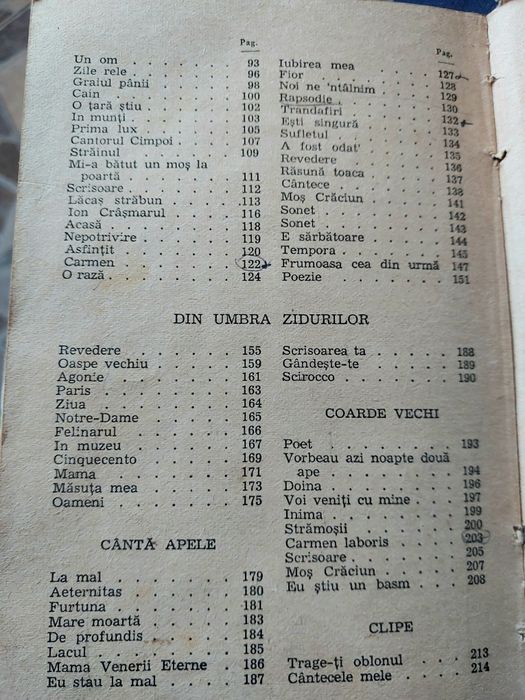 Pag.
Un om . . . . . . . 93
Zile rele . . . . . . 96
Graiul pânii . . . . . 98
Cain . . . . . . . 100
O țară știu . . . . . 102
In munți . . . . . . 103
Prima lux . . . . . 105
Cantorul Cimpoi . . . . 107
Străinul . . . . . . 109
Mi-a bătut un moș la
poartă . . . . . . 111
Scrisoare . . . . . . 112
Lăcaș străbun . . . . 113
Ion Crâșmarul . . . . 116
Acasă . . . . . . . 118
Nepotrivire . . . . . 119
Asfințit . . . . . . 120
Carmen . . . . . . 122
O rază . . . . . . 124
Pag.
Iubirea mea . . . . . 127
Fior . . . . . . . 128
Noi ne 'ntâlnim . . . . 129
Rapsodie . . . . . . 130
Trandafiri . . . . . . 132
Ești singură . . . . . 133
Sufletul . . . . . . 134
A fost odat' . . . . . 135
Revedere . . . . . . 136
Răsună toaca . . . . . 137
Cântece . . . . . . 138
Moș Crăciun . . . . . 141
Sonet . . . . . . . 142
Sonet . . . . . . . 143
E sărbătoare . . . . . 144
Tempora . . . . . . 145
Frumoasa cea din urmă 147
Poezie . . . . . . . 151
DIN UMBRA ZIDURILOR
Revedere . . . . . . 155
Oaspe vechiu . . . . . 159
Agonie . . . . . . 161
Paris . . . . . . . 163
Ziua . . . . . . . 164
Notre-Dame . . . . . 165
Felinarul . . . . . . 166
In muzeu . . . . . . 167
Cinquecento . . . . . 169
Mama . . . . . . . 171
Măsuța mea . . . . . 173
Oameni . . . . . . 175
Scrisoarea ta . . . . . 188
Gândește-te . . . . . 189
Scirocco . . . . . . 190
CÂNTĂ APELE
La mal . . . . . . . 179
Aeternitas . . . . . . 180
Furtuna . . . . . . 181
Mare moartă . . . . . 183
De profundis . . . . . 184
Lacul . . . . . . . 185
Mama Venerii Eterne . 186
Eu stau la mal . . . . 187
COARDE VECHI
Poet . . . . . . . 193
Vorbeau azi noapte două
ape . . . . . . . 194
Doina . . . . . . . 196
Voi veniți cu mine . . . 197
Inima . . . . . . . 199
Strămoșii . . . . . . 200
Carmen laboris . . . . 203
Scrisoare . . . . . . 205
Moș Crăciun . . . . . 207
Eu știu un basm . . . . 208
CLIPE
Trage-ți oblonul . . . . 213
Cântecele mele . . . . 214